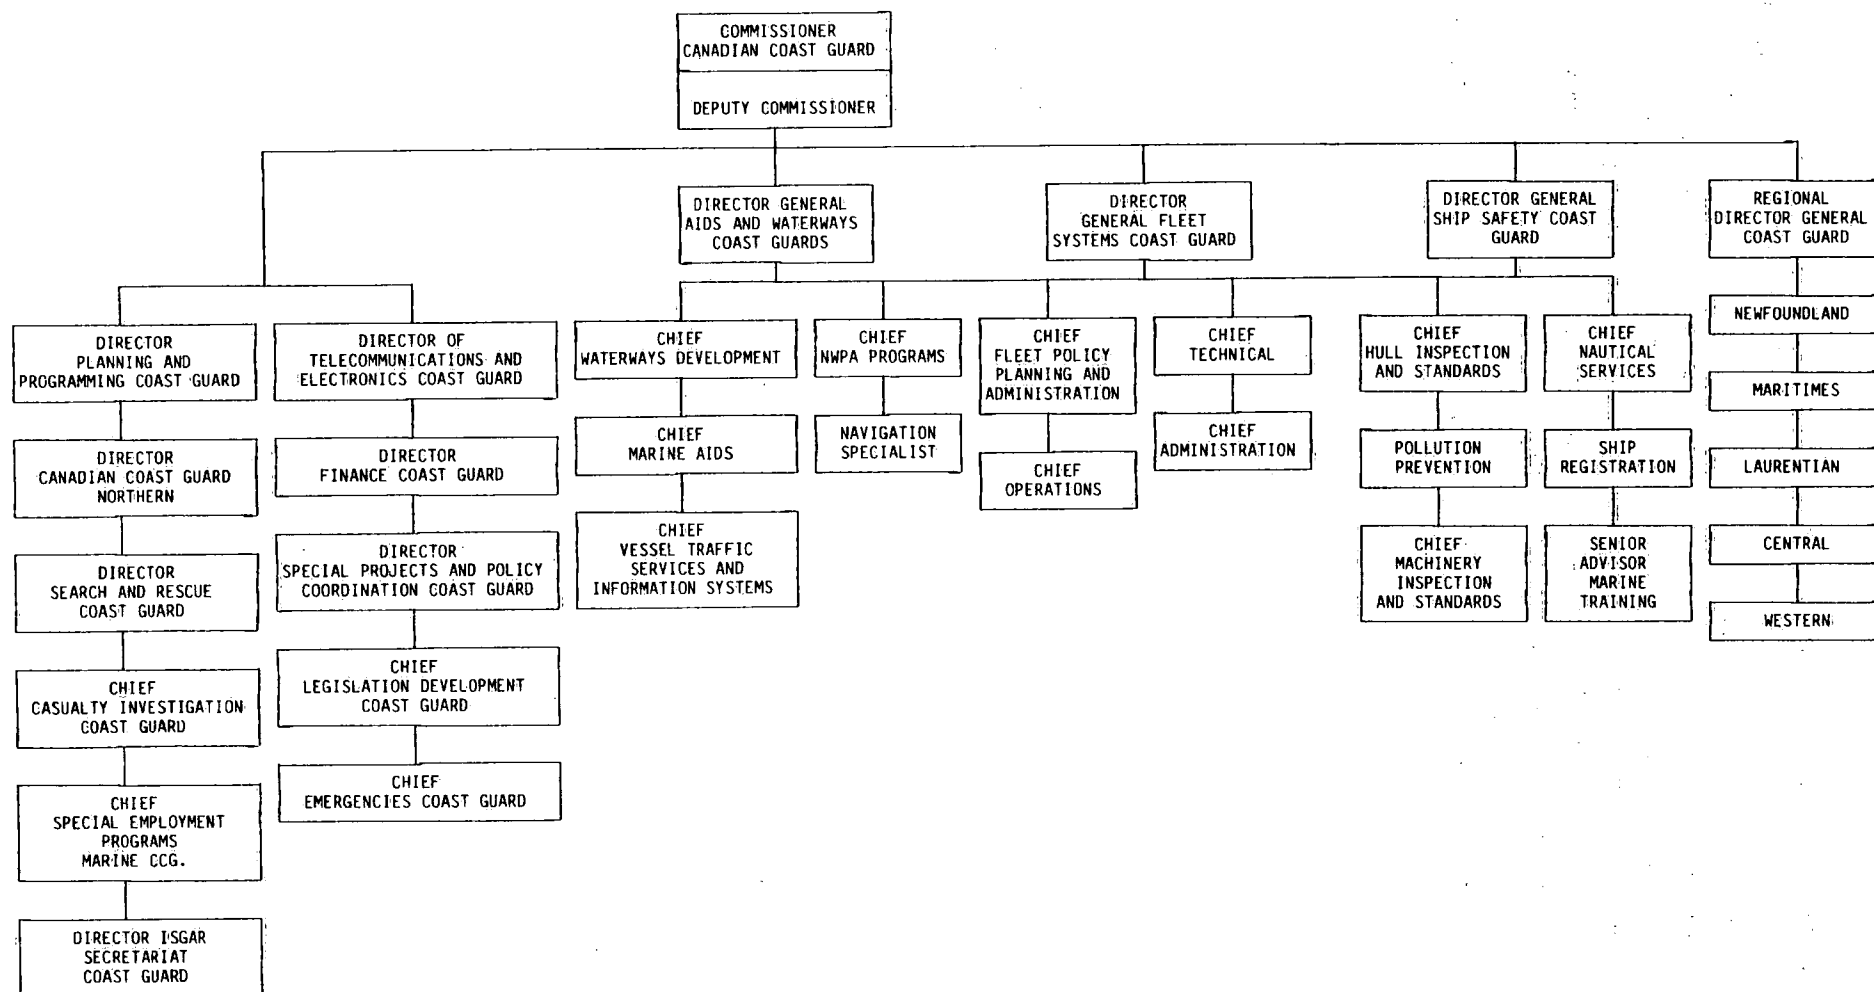 COMMISSIONER
CANADIAN COAST GUARD
DEPUTY COMMISSIONER
DIRECTOR GENERAL
AIDS AND WATERWAYS
COAST GUARDS
DIRECTOR
GENERAL FLEET
SYSTEMS COAST GUARD
DIRECTOR GENERAL
SHIP SAFETY COAST
GUARD
REGIONAL
DIRECTOR GENERAL
COAST GUARD
DIRECTOR
PLANNING AND
PROGRAMMING COAST GUARD
DIRECTOR
CANADIAN COAST GUARD
NORTHERN
DIRECTOR
SEARCH AND RESCUE
COAST GUARD
CHIEF
CASUALTY INVESTIGATION
COAST GUARD
CHIEF
SPECIAL EMPLOYMENT
PROGRAMS
MARINE CCG.
DIRECTOR ISGAR
SECRETARIAT
COAST GUARD
DIRECTOR OF
TELECOMMUNICATIONS AND
ELECTRONICS COAST GUARD
DIRECTOR
FINANCE COAST GUARD
DIRECTOR
SPECIAL PROJECTS AND POLICY
COORDINATION COAST GUARD
CHIEF
LEGISLATION DEVELOPMENT
COAST GUARD
CHIEF
EMERGENCIES COAST GUARD
CHIEF
WATERWAYS DEVELOPMENT
CHIEF
MARINE AIDS
CHIEF
VESSEL TRAFFIC
SERVICES AND
INFORMATION SYSTEMS
CHIEF
NWPA PROGRAMS
NAVIGATION
SPECIALIST
CHIEF
FLEET POLICY
PLANNING AND
ADMINISTRATION
CHIEF
OPERATIONS
CHIEF
TECHNICAL
CHIEF
ADMINISTRATION
CHIEF
HULL INSPECTION
AND STANDARDS
POLLUTION
PREVENTION
CHIEF
MACHINERY
INSPECTION
AND STANDARDS
CHIEF
NAUTICAL
SERVICES
SHIP
REGISTRATION
SENIOR
ADVISOR
MARINE
TRAINING
NEWFOUNDLAND
MARITIMES
LAURENTIAN
CENTRAL
WESTERN